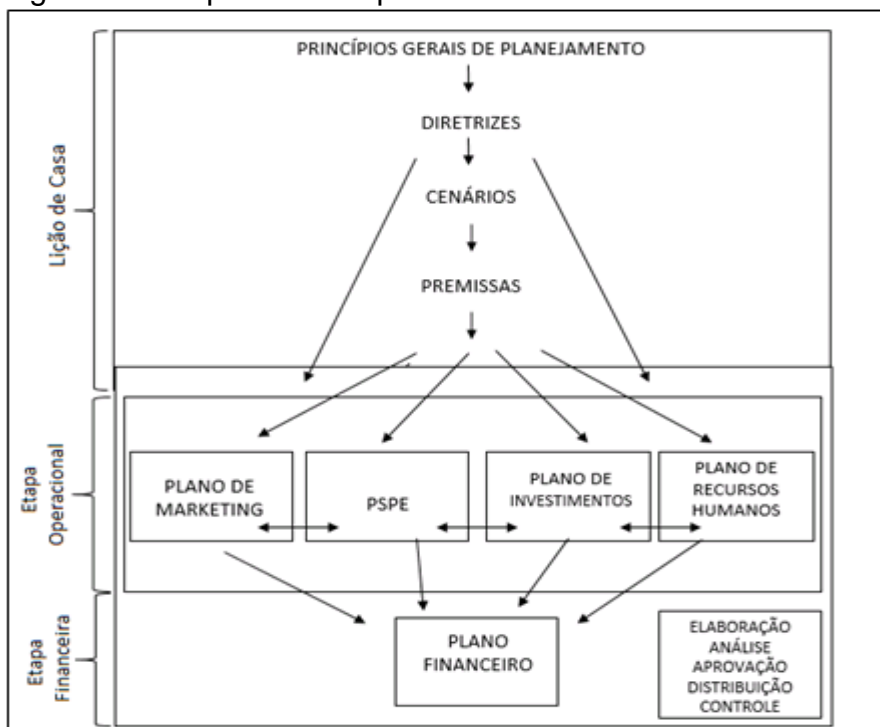 PRINCÍPIOS GERAIS DE PLANEJAMENTO
DIRETRIZES
CENÁRIOS
PREMISSAS
Lição de Casa
Etapa
Operacional
PLANO DE
MARKETING
PSPE
PLANO DE
INVESTIMENTOS
PLANO DE
RECURSOS
HUMANOS
Etapa
Financeira
PLANO
FINANCEIRO
ELABORAÇÃO
ANÁLISE
APROVAÇÃO
DISTRIBUIÇÃO
CONTROLE